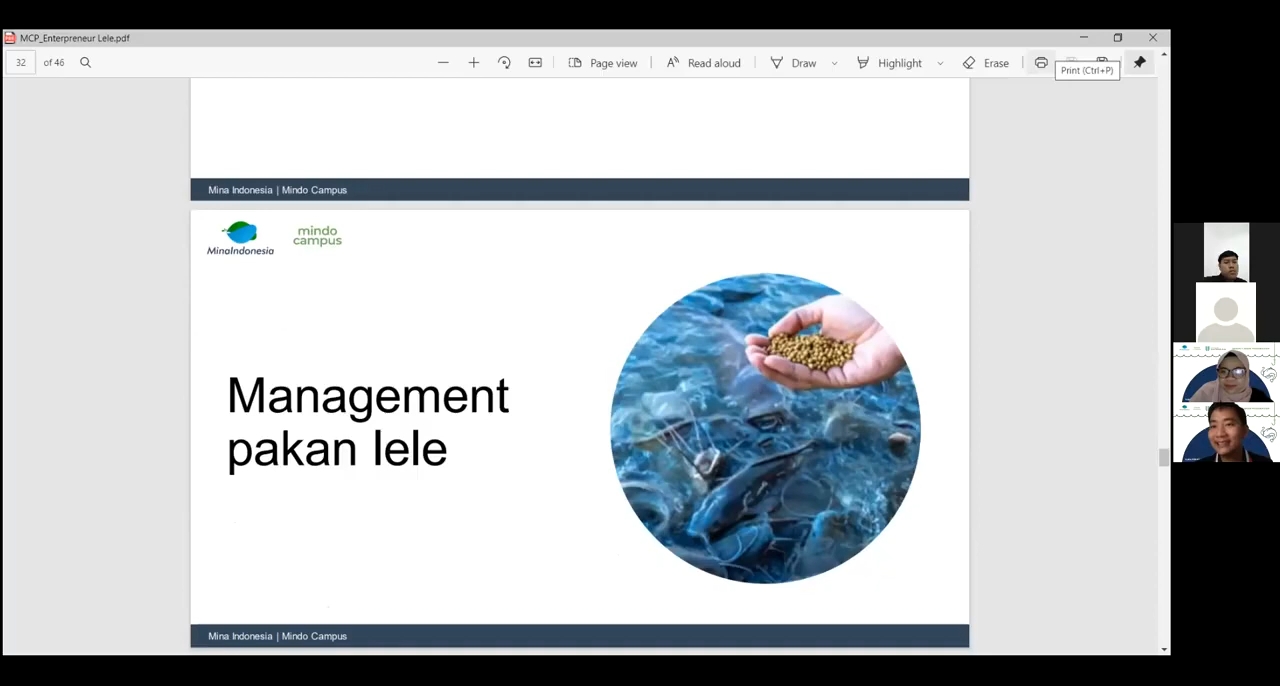 MCP_Enterpreneur Lele.pdf
32 of 46
Page view
Read aloud
Draw
Highlight
Erase
Print (Ctrl+P)
Mina Indonesia | Mindo Campus
MinaIndonesia
mindo
campus
Management
pakan lele
Mina Indonesia | Mindo Campus